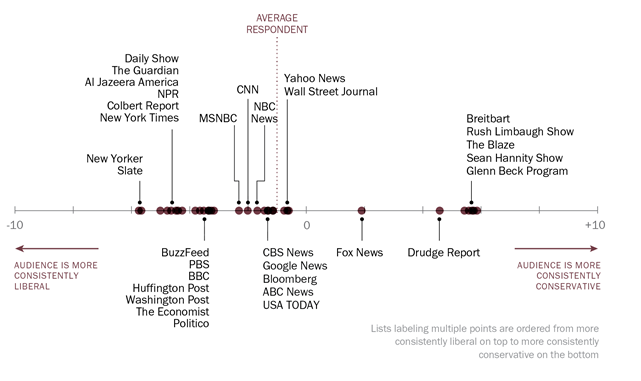 AVERAGE
RESPONDENT
Daily Show
The Guardian
Al Jazeera America
NPR
Colbert Report
New York Times
New Yorker
Slate
MSNBC
CNN
NBC
News
Yahoo News
Wall Street Journal
Breitbart
Rush Limbaugh Show
The Blaze
Sean Hannity Show
Glenn Beck Program
-10
0
+10
AUDIENCE IS MORE
CONSISTENTLY
LIBERAL
BuzzFeed
PBS
BBC
Huffington Post
Washington Post
The Economist
Politico
CBS News
Google News
Bloomberg
ABC News
USA TODAY
Fox News
Drudge Report
AUDIENCE IS MORE
CONSISTENTLY
CONSERVATIVE
Lists labeling multiple points are ordered from more
consistently liberal on top to more consistently
conservative on the bottom